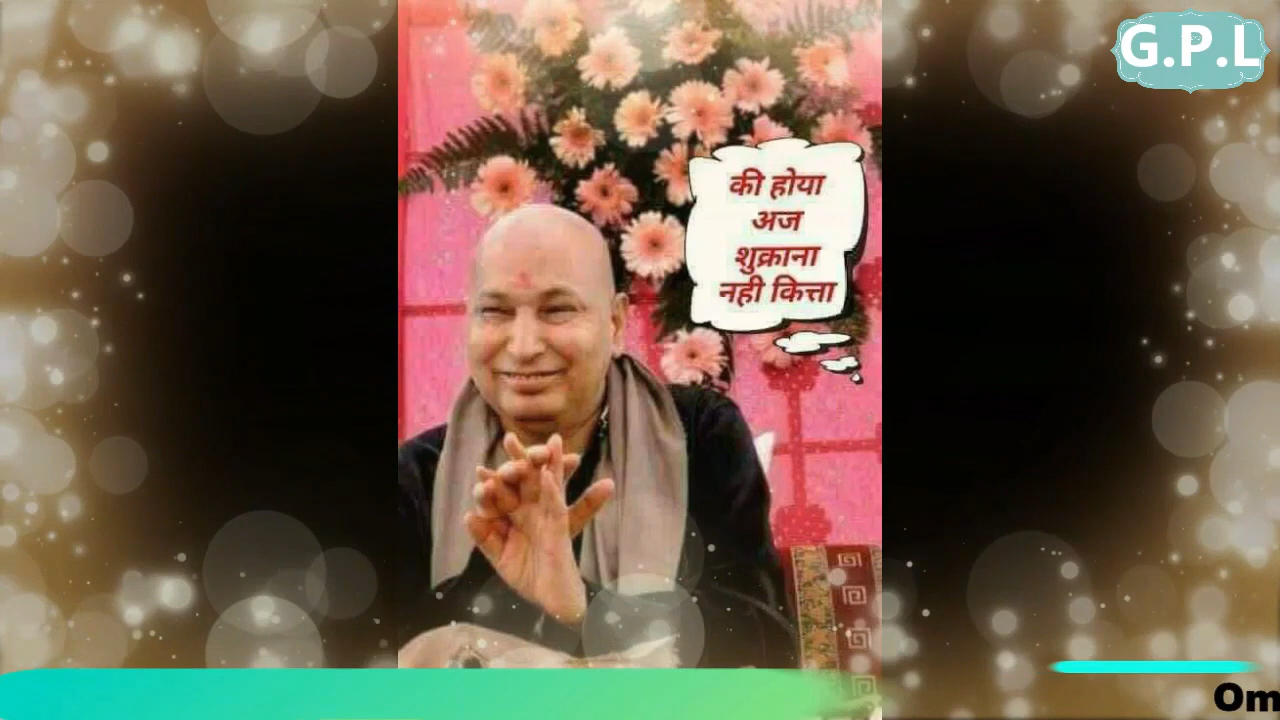 G.P.L
की होया
अज
शुक्राना
नही कित्ता
Om